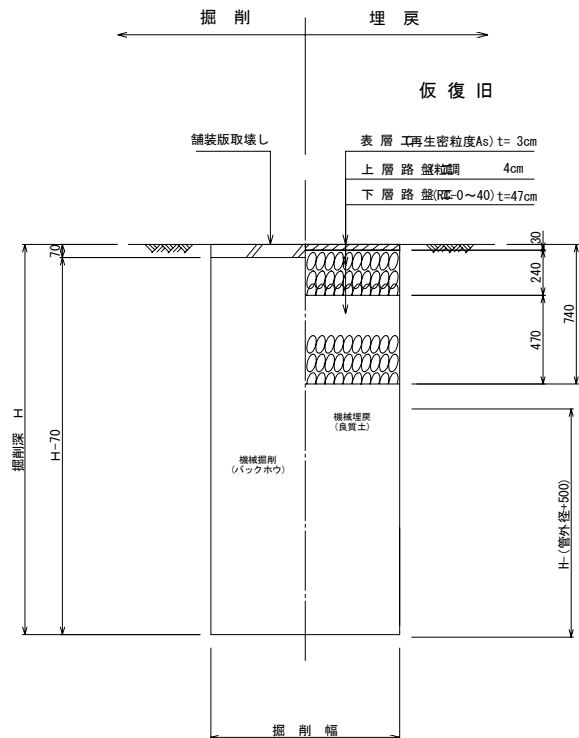 掘 削
埋 戻
仮 復 旧
舗装版取壊し
表 層 工(再生密粒度As) t= 3cm
上 層 路 盤 粒調 4cm
下 層 路 盤 (RC-0～40) t=47cm
70
30
240
470
740
掘削深 H
H-70
機械掘削
(バックホウ)
機械埋戻
(良質土)
H-(管外径+500)
掘 削 幅